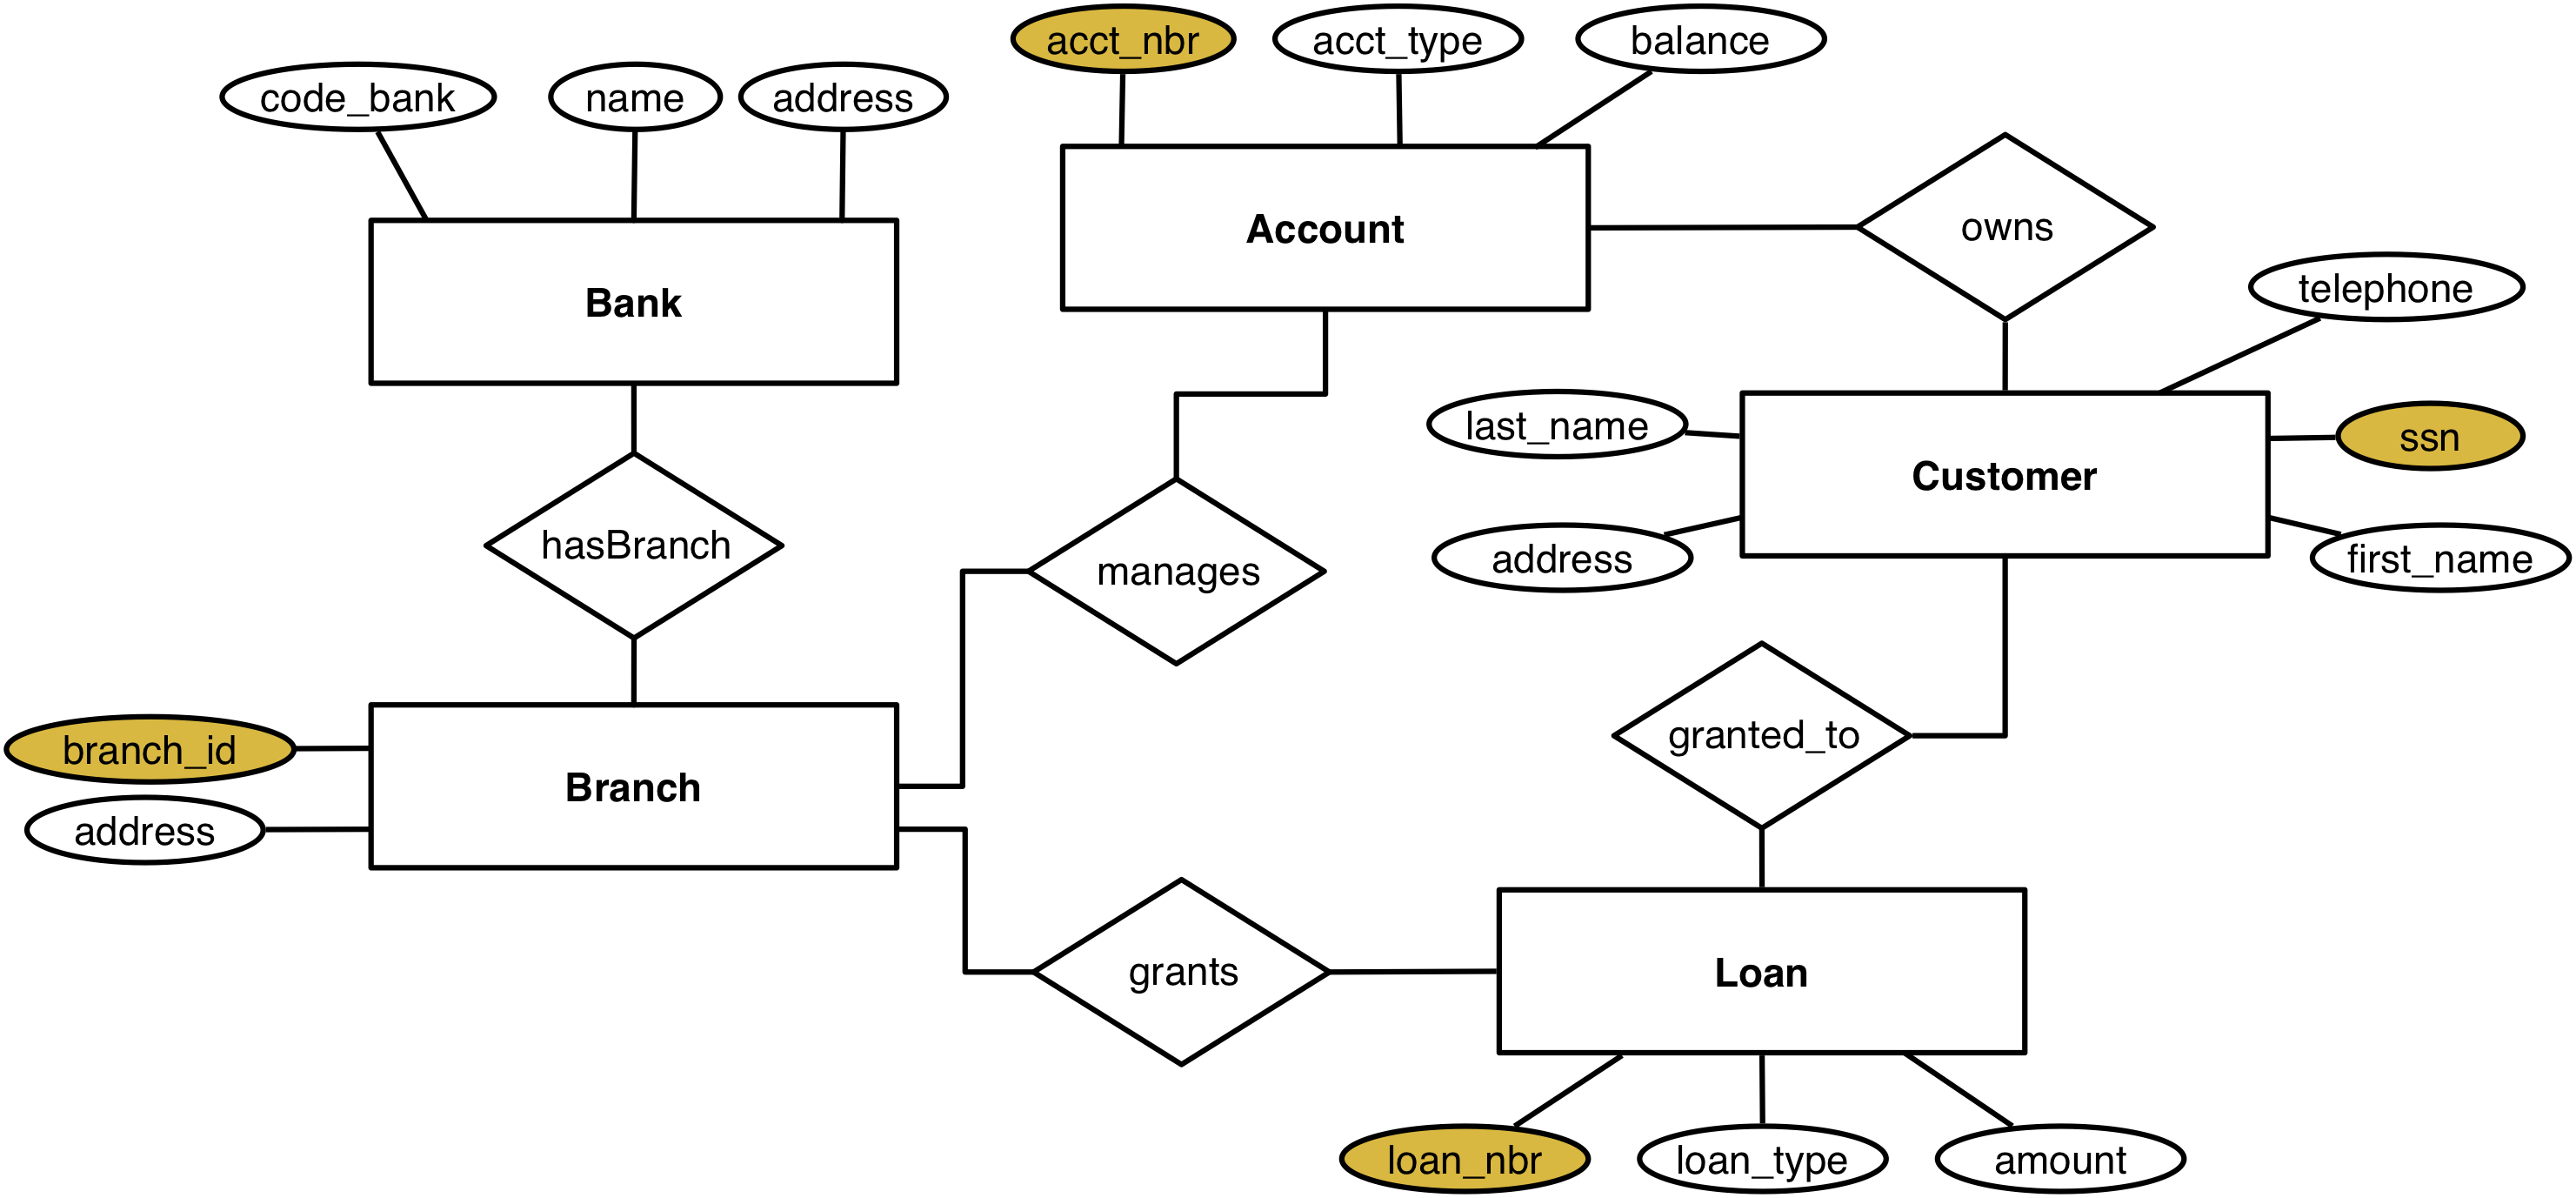 acct_nbr
acct_type
balance
code_bank
name
address
Account
owns
Bank
telephone
last_name
ssn
Customer
hasBranch
manages
address
first_name
branch_id
granted_to
Branch
address
grants
Loan
loan_nbr
loan_type
amount